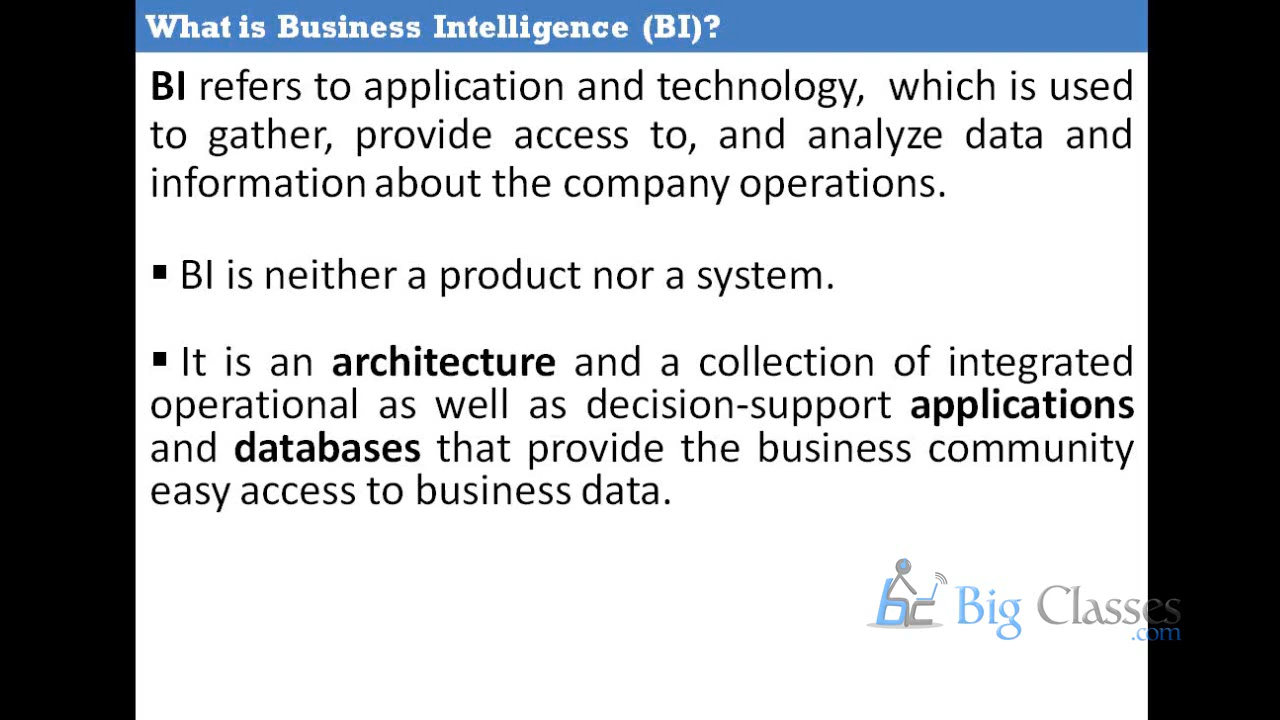 What is Business Intelligence (BI)?
BI refers to application and technology, which is used
to gather, provide access to, and analyze data and
information about the company operations.
▪ BI is neither a product nor a system.
▪ It is an architecture and a collection of integrated
operational as well as decision-support applications
and databases that provide the business community
easy access to business data.
bc Big Classes
.com